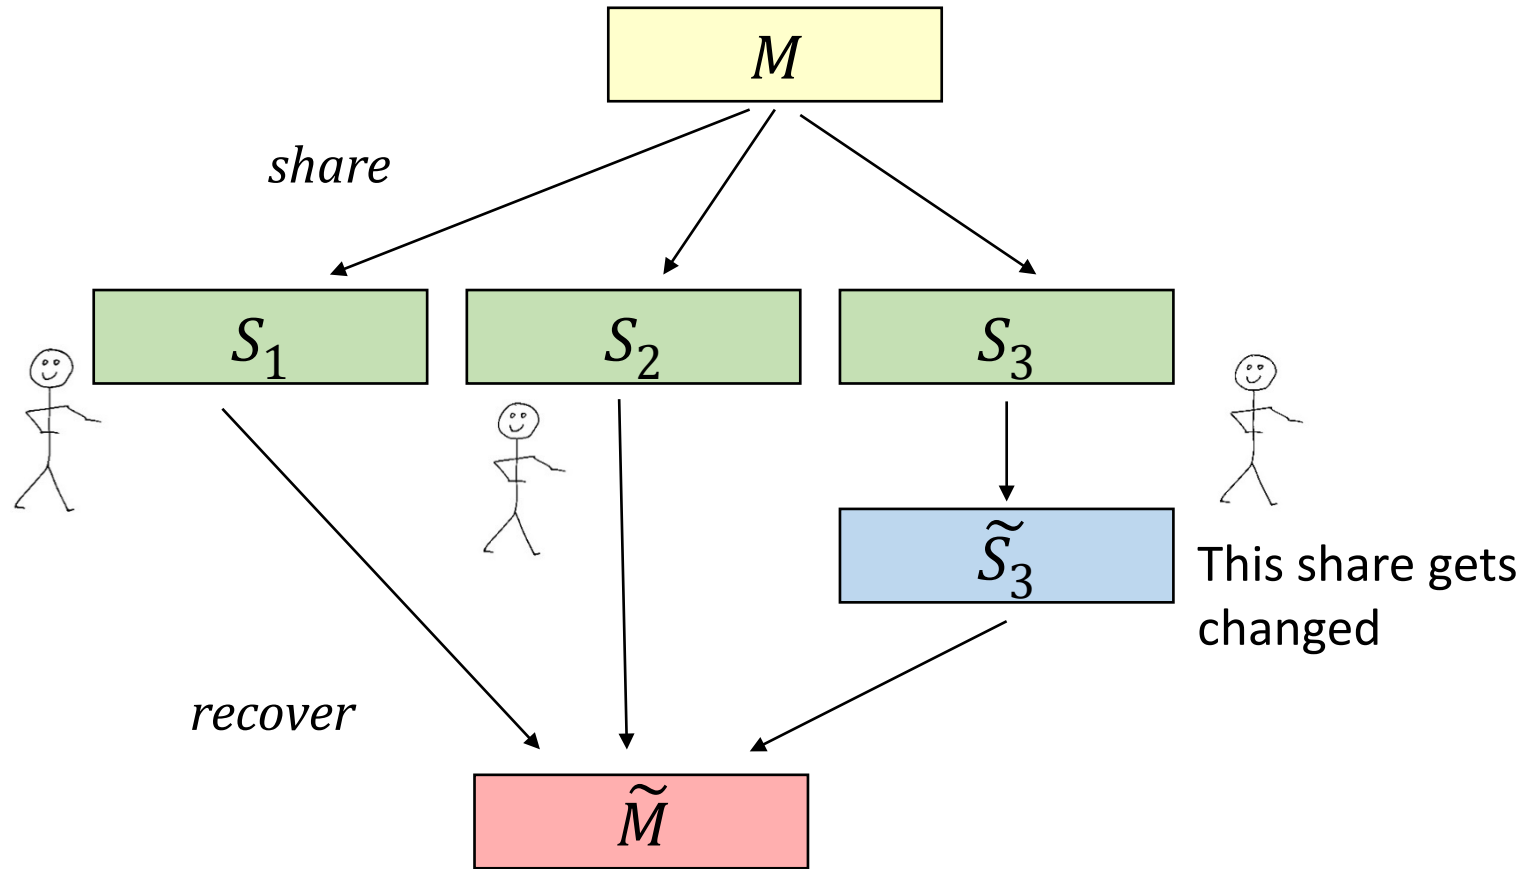 M
share
S₁
S₂
S₃
S̃₃
This share gets
changed
recover
M̃